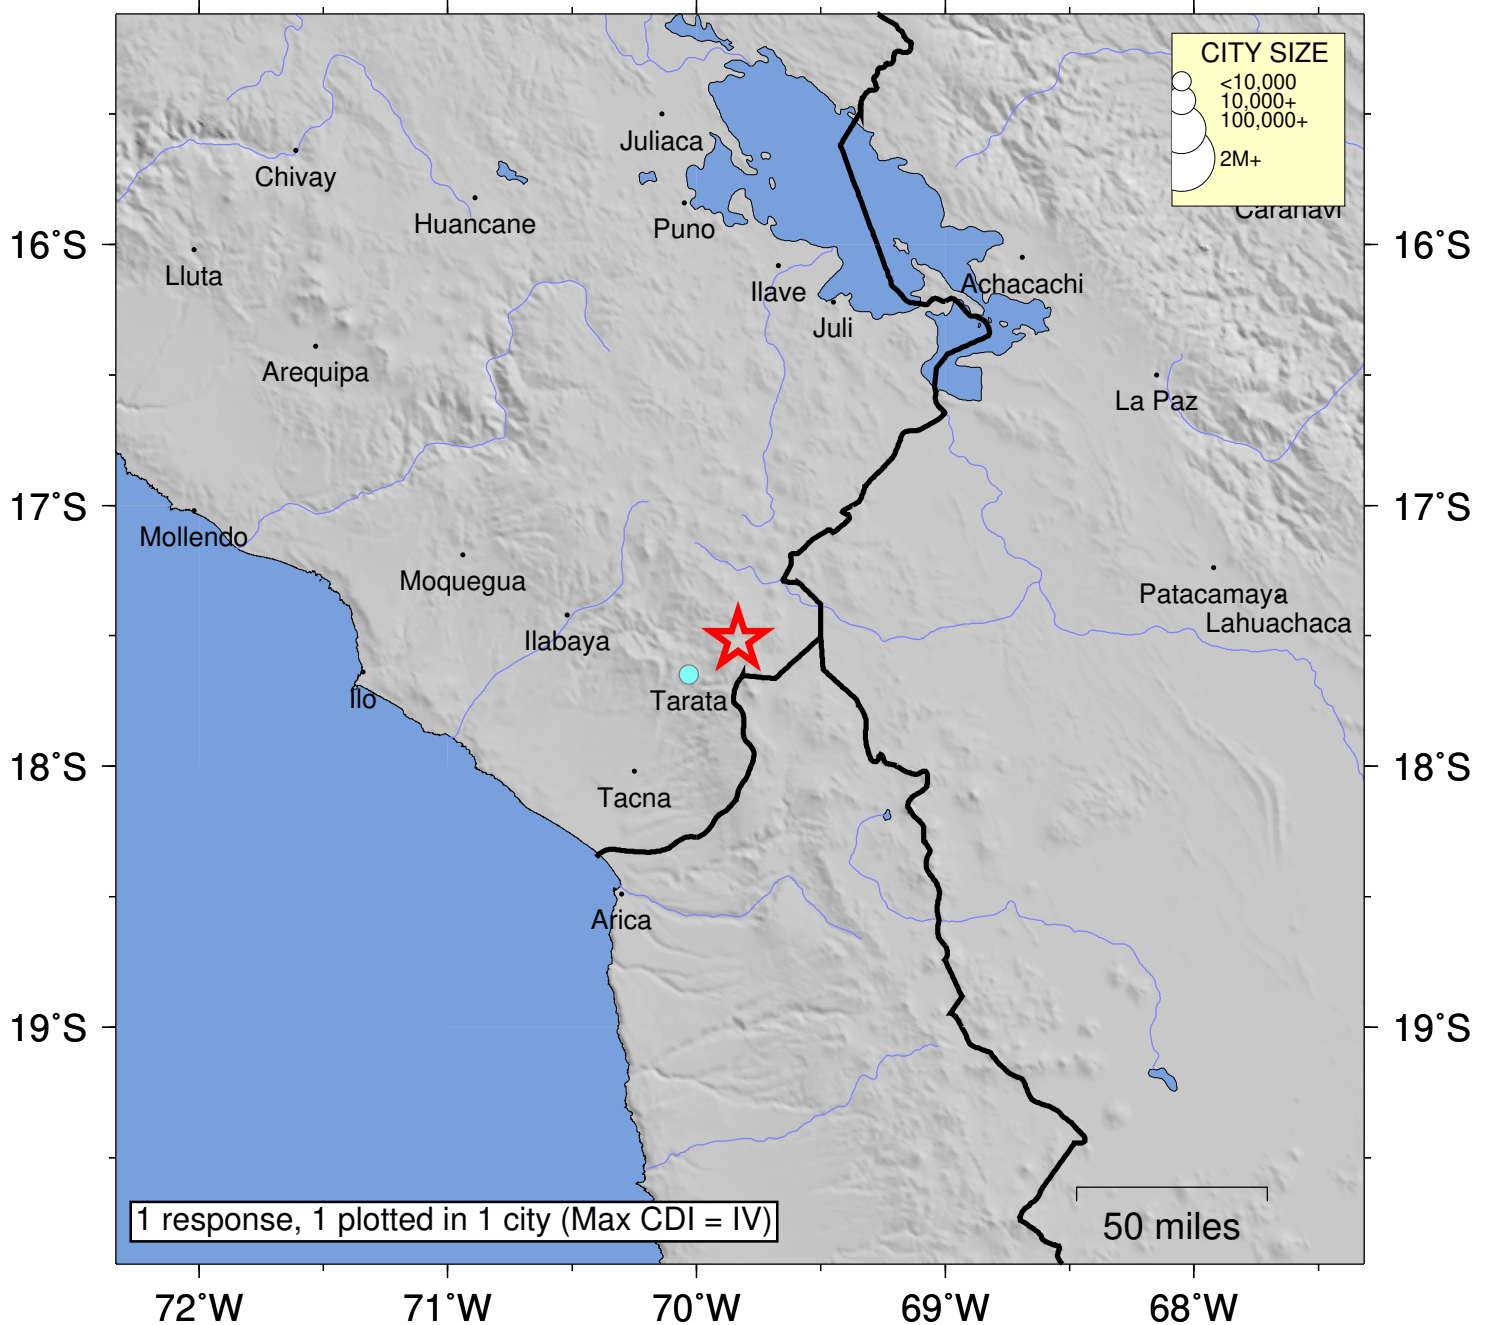 CITY SIZE
<10,000
10,000+
100,000+
2M+
Juliaca
Chivay
Caranavi
Huancane
Puno
16°S
16°S
Lluta
Achacachi
Ilave
Juli
Arequipa
La Paz
17°S
17°S
Mollendo
Moquegua
Patacamaya
Lahuachaca
Ilabaya
Ilo
Tarata
18°S
18°S
Tacna
Arica
19°S
19°S
1 response, 1 plotted in 1 city (Max CDI = IV)
50 miles
72°W
71°W
70°W
69°W
68°W